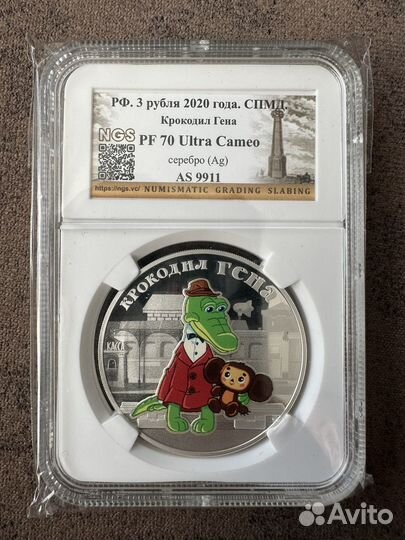 РФ. 3 рубля 2020 года. СПМД.
Крокодил Гена
NGS
PF 70 Ultra Cameo
серебро (Ag)
AS 9911
https://ngs.vc/ NUMISMATIC GRADING SLABING
КРОКОДИЛ ГЕНА
КАССА
Avito